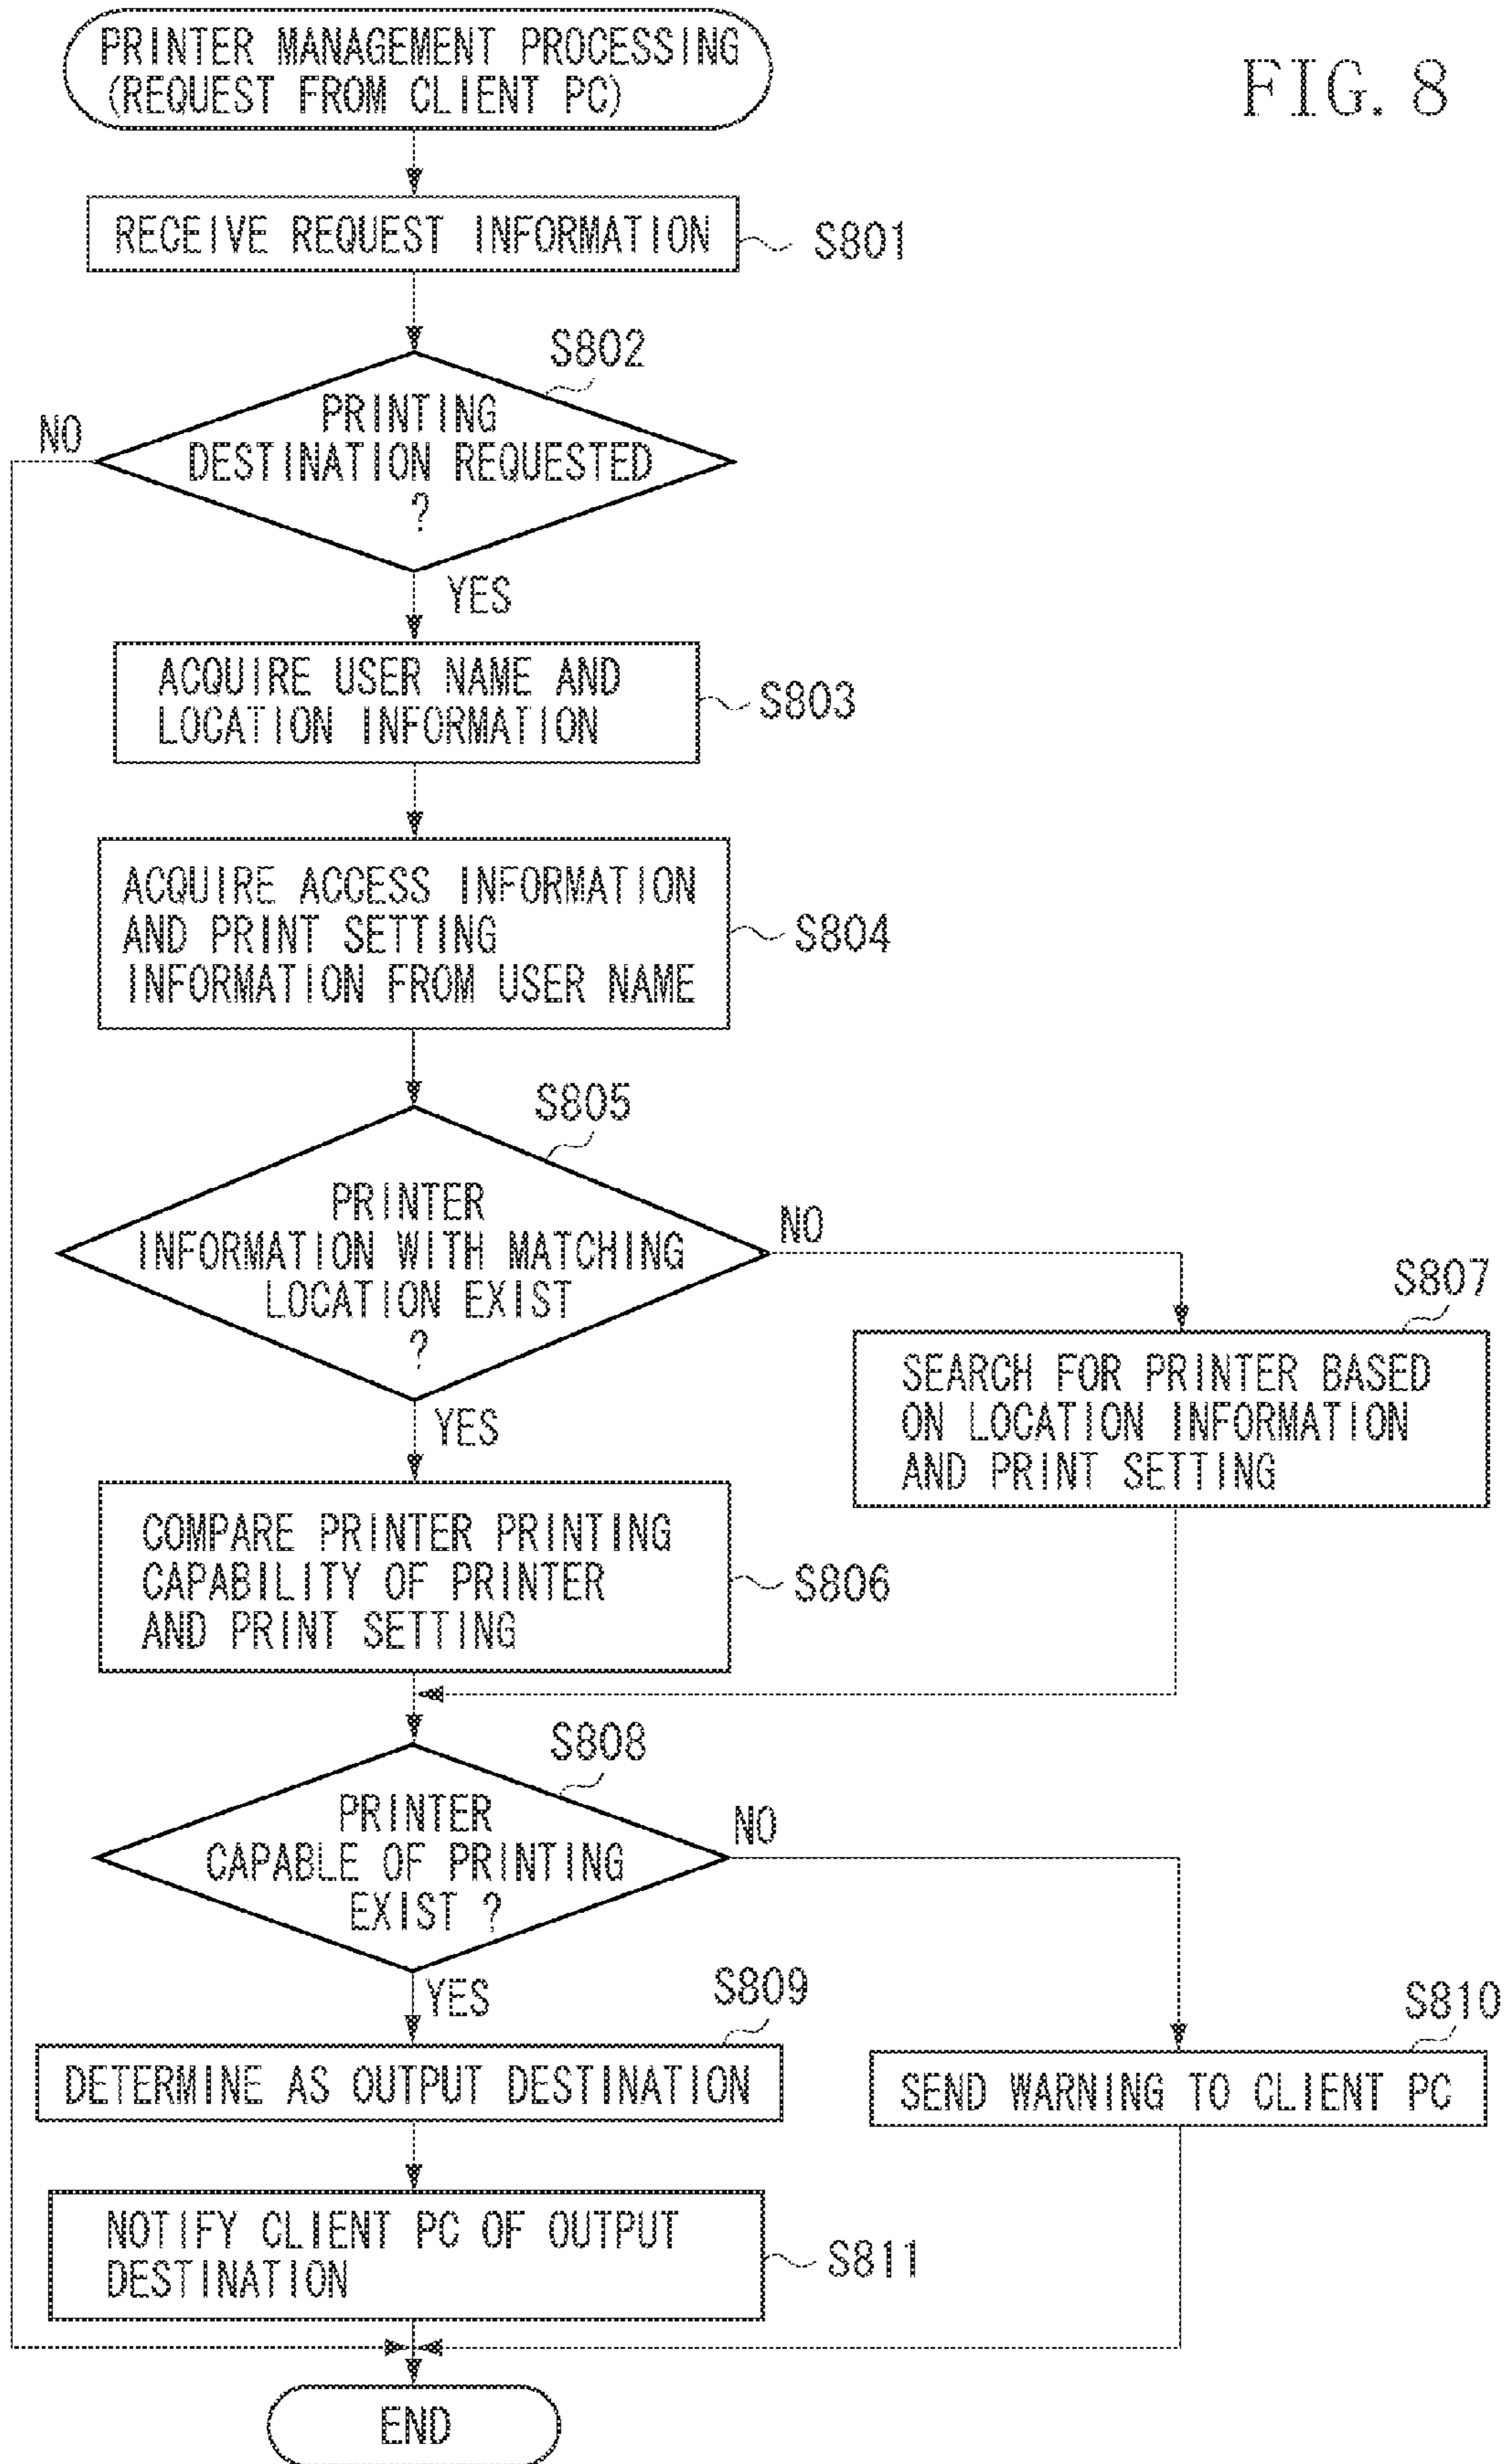 PRINTER MANAGEMENT PROCESSING
(REQUEST FROM CLIENT PC)
FIG. 8
RECEIVE REQUEST INFORMATION
S801
S802
PRINTING
DESTINATION REQUESTED
?
NO
YES
ACQUIRE USER NAME AND
LOCATION INFORMATION
S803
ACQUIRE ACCESS INFORMATION
AND PRINT SETTING
INFORMATION FROM USER NAME
S804
S805
PRINTER
INFORMATION WITH MATCHING
LOCATION EXIST
?
NO
YES
S807
SEARCH FOR PRINTER BASED
ON LOCATION INFORMATION
AND PRINT SETTING
COMPARE PRINTER PRINTING
CAPABILITY OF PRINTER
AND PRINT SETTING
S806
S808
PRINTER
CAPABLE OF PRINTING
EXIST ?
NO
YES
S809
DETERMINE AS OUTPUT DESTINATION
S810
SEND WARNING TO CLIENT PC
NOTIFY CLIENT PC OF OUTPUT
DESTINATION
S811
END